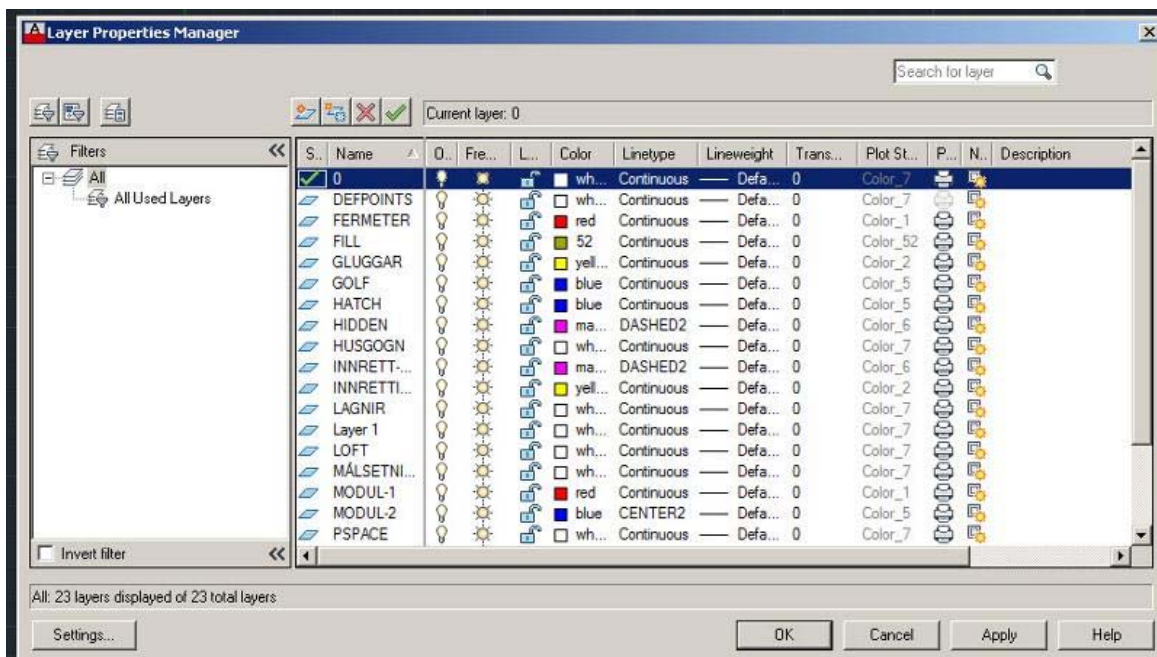 Layer Properties Manager
Search for layer
Current layer: 0
Filters
All
All Used Layers
Invert filter
S.. Name O.. Fre... L... Color Linetype Lineweight Trans... Plot St... P... N.. Description
0 wh... Continuous Defa... 0 Color_7
DEFPOINTS wh... Continuous Defa... 0 Color_7
FERMETER red Continuous Defa... 0 Color_1
FILL 52 Continuous Defa... 0 Color_52
GLUGGAR yell... Continuous Defa... 0 Color_2
GOLF blue Continuous Defa... 0 Color_5
HATCH blue Continuous Defa... 0 Color_5
HIDDEN ma... DASHED2 Defa... 0 Color_6
HUSGOGN wh... Continuous Defa... 0 Color_7
INNRETT-... ma... DASHED2 Defa... 0 Color_6
INNRETTI... yell... Continuous Defa... 0 Color_2
LAGNIR wh... Continuous Defa... 0 Color_7
Layer 1 wh... Continuous Defa... 0 Color_7
LOFT wh... Continuous Defa... 0 Color_7
MÁLSETNI... wh... Continuous Defa... 0 Color_7
MODUL-1 red Continuous Defa... 0 Color_1
MODUL-2 blue CENTER2 Defa... 0 Color_5
PSPACE wh... Continuous Defa... 0 Color_7
All: 23 layers displayed of 23 total layers
Settings... OK Cancel Apply Help